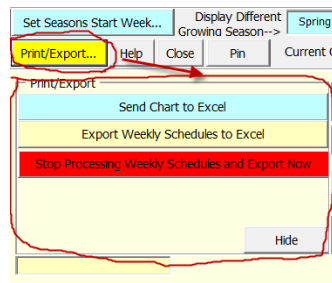 Set Seasons Start Week... Display Different
Growing Season--> Spring
Print/Export... Help Close Pin Current
Print/Export
Send Chart to Excel
Export Weekly Schedules to Excel
Stop Processing Weekly Schedules and Export Now
Hide